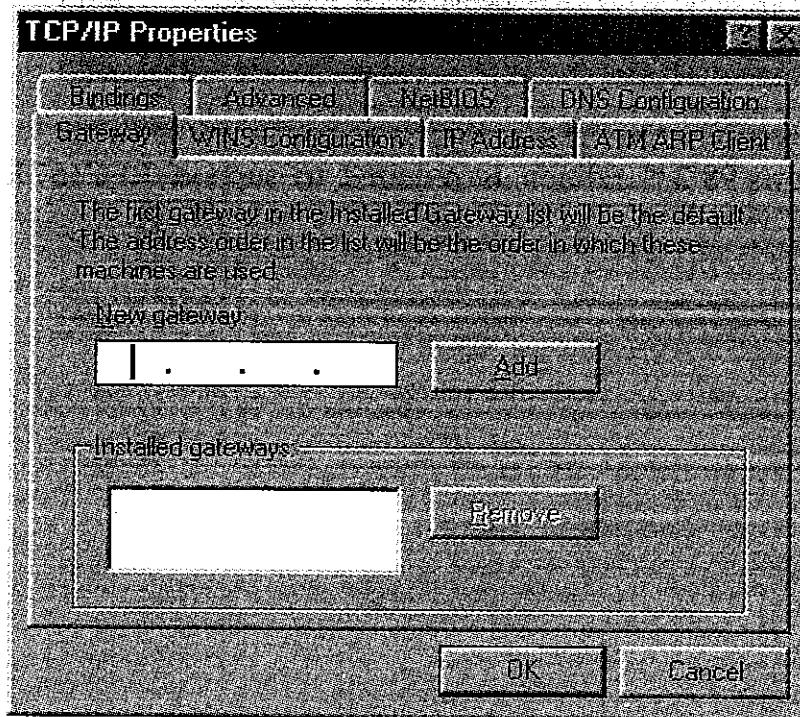 TCP/IP Properties
Bindings Advanced NetBIOS DNS Configuration
Gateway WINS Configuration IP Address ATM ARP Client
The first gateway in the Installed Gateway list will be the default.
The address order in the list will be the order in which these
machines are used.
New gateway:
. . .
Add
Installed gateways:
Remove
OK Cancel